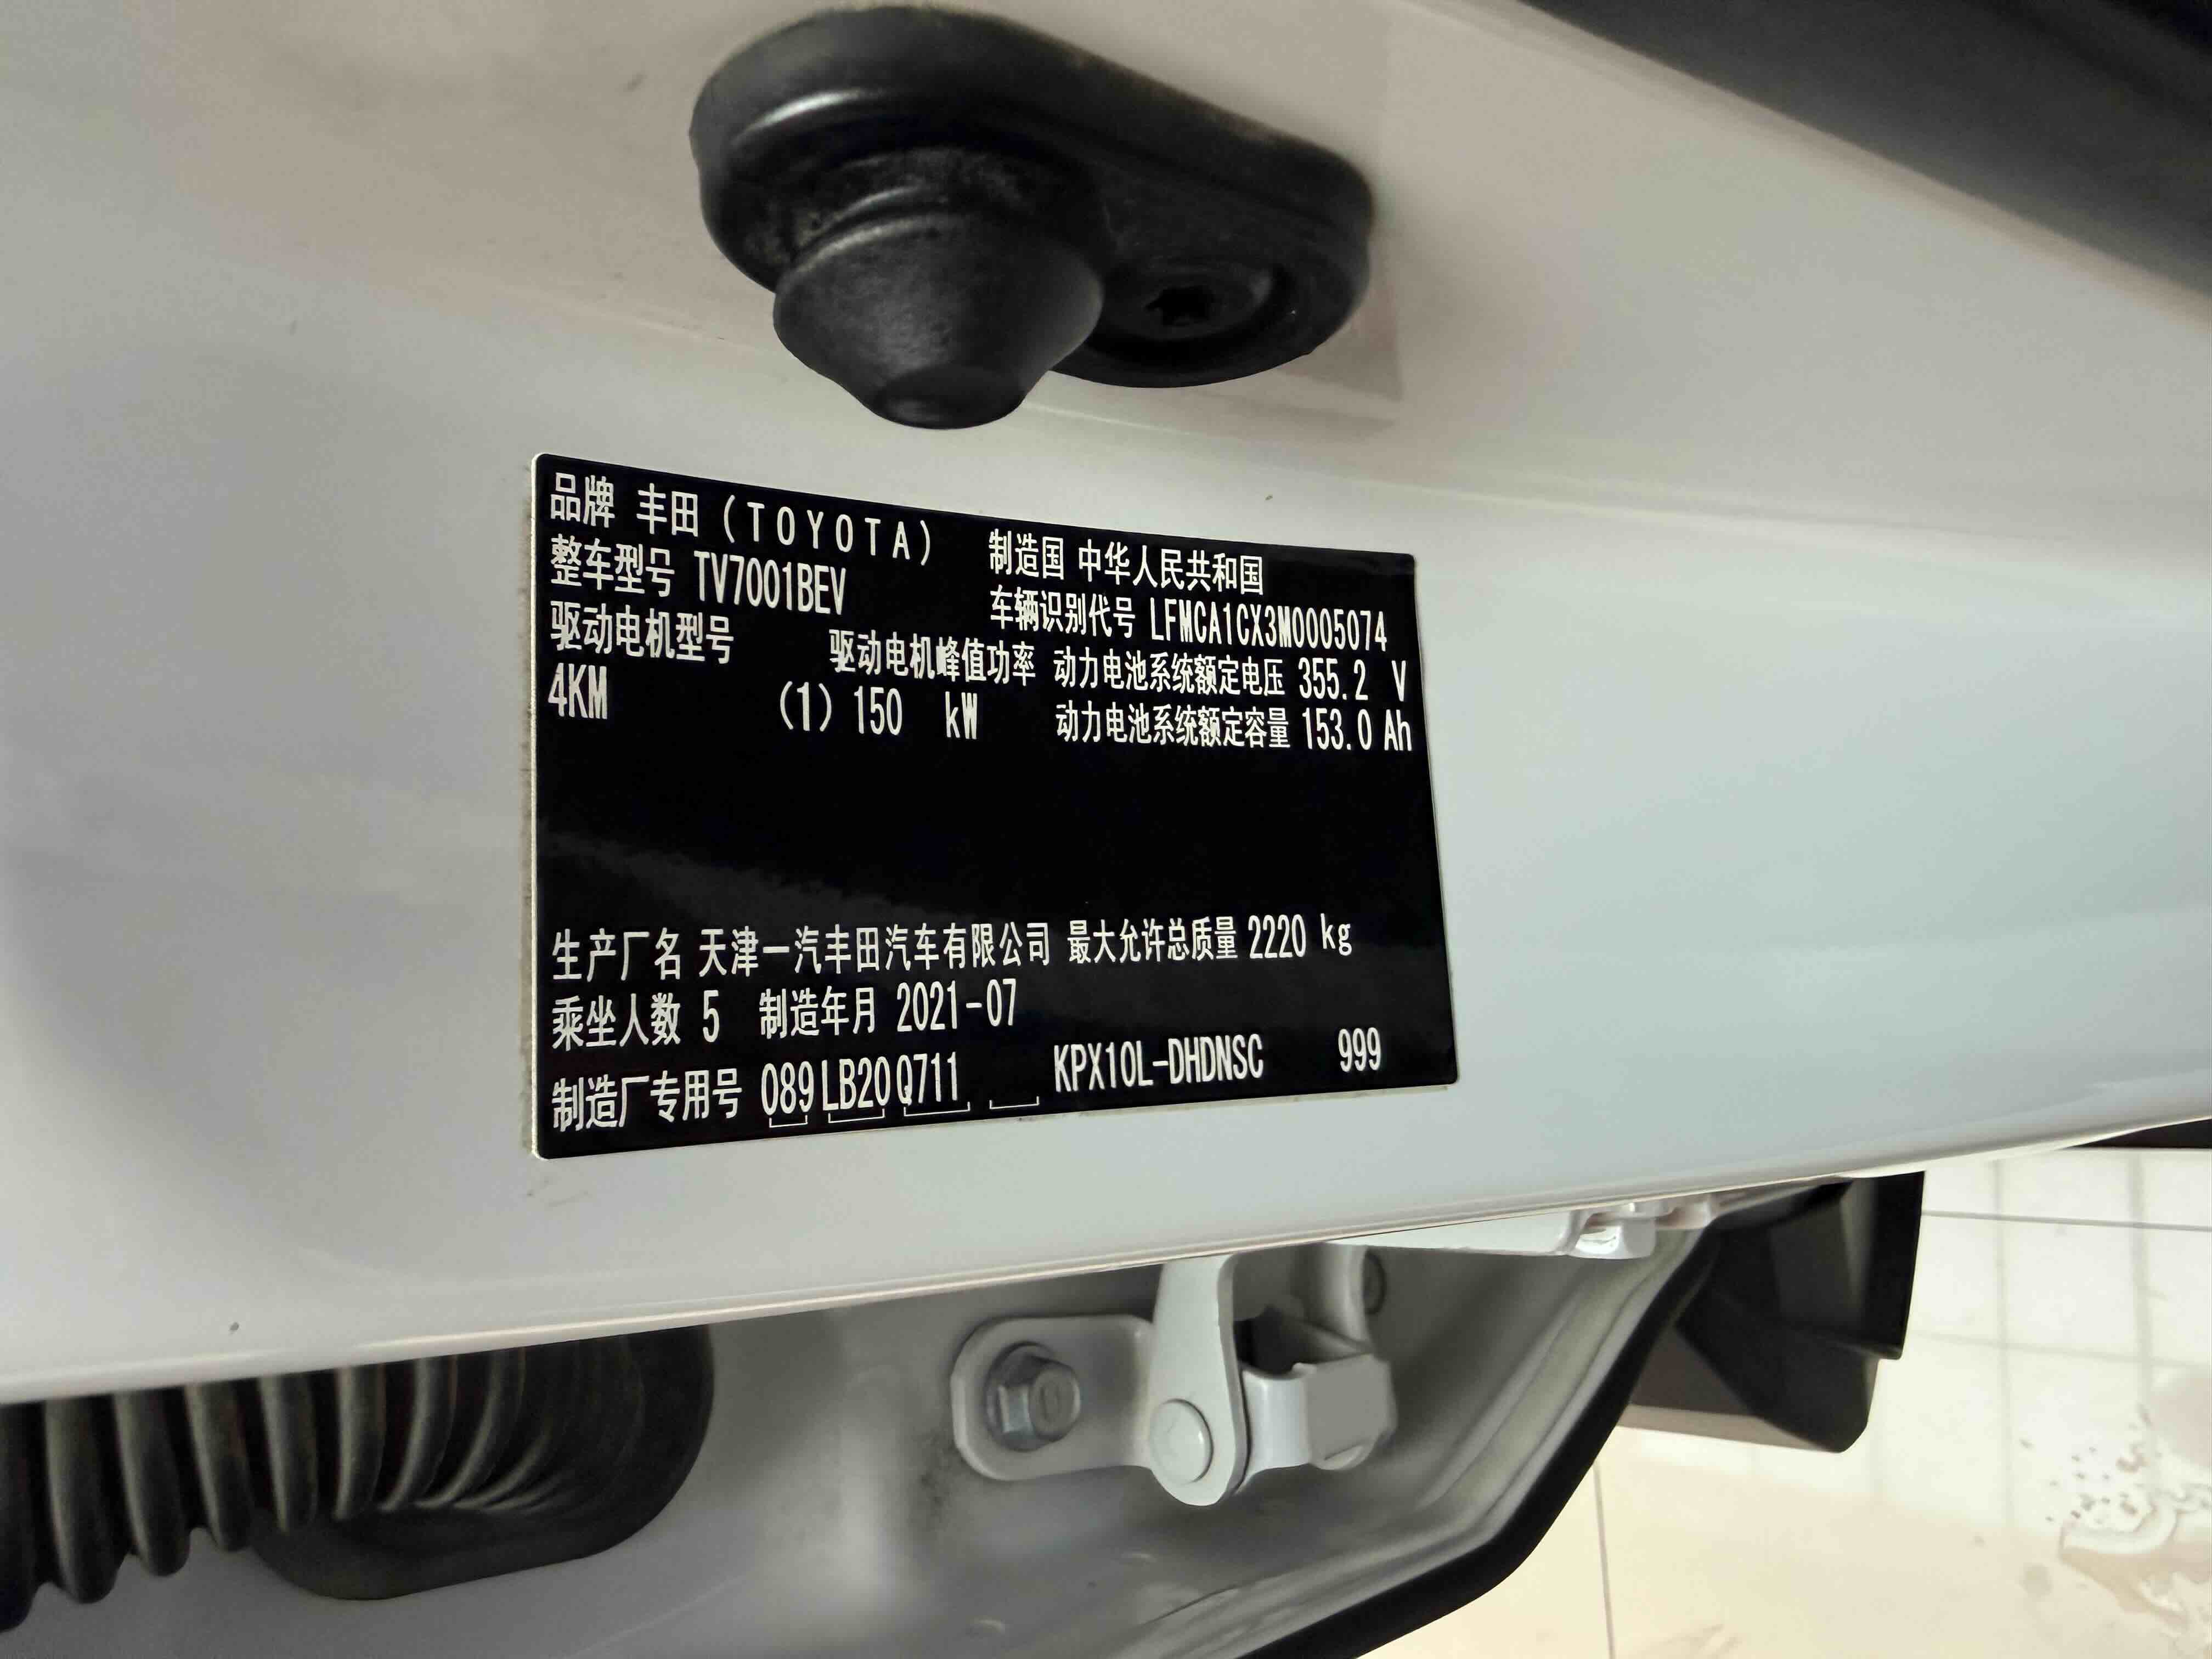 品牌 丰田 (TOYOTA) 制造国 中华人民共和国
整车型号 TV7001BEV 车辆识别代号 LFMCA1CX3M0005074
驱动电机型号 驱动电机峰值功率 动力电池系统额定电压 355.2 V
4KM (1) 150 kW 动力电池系统额定容量 153.0 Ah
生产厂名 天津一汽丰田汽车有限公司 最大允许总质量 2220 kg
乘坐人数 5 制造年月 2021-07
制造厂专用号 089 LB20 Q711 KPX10L-DHDNSC 999